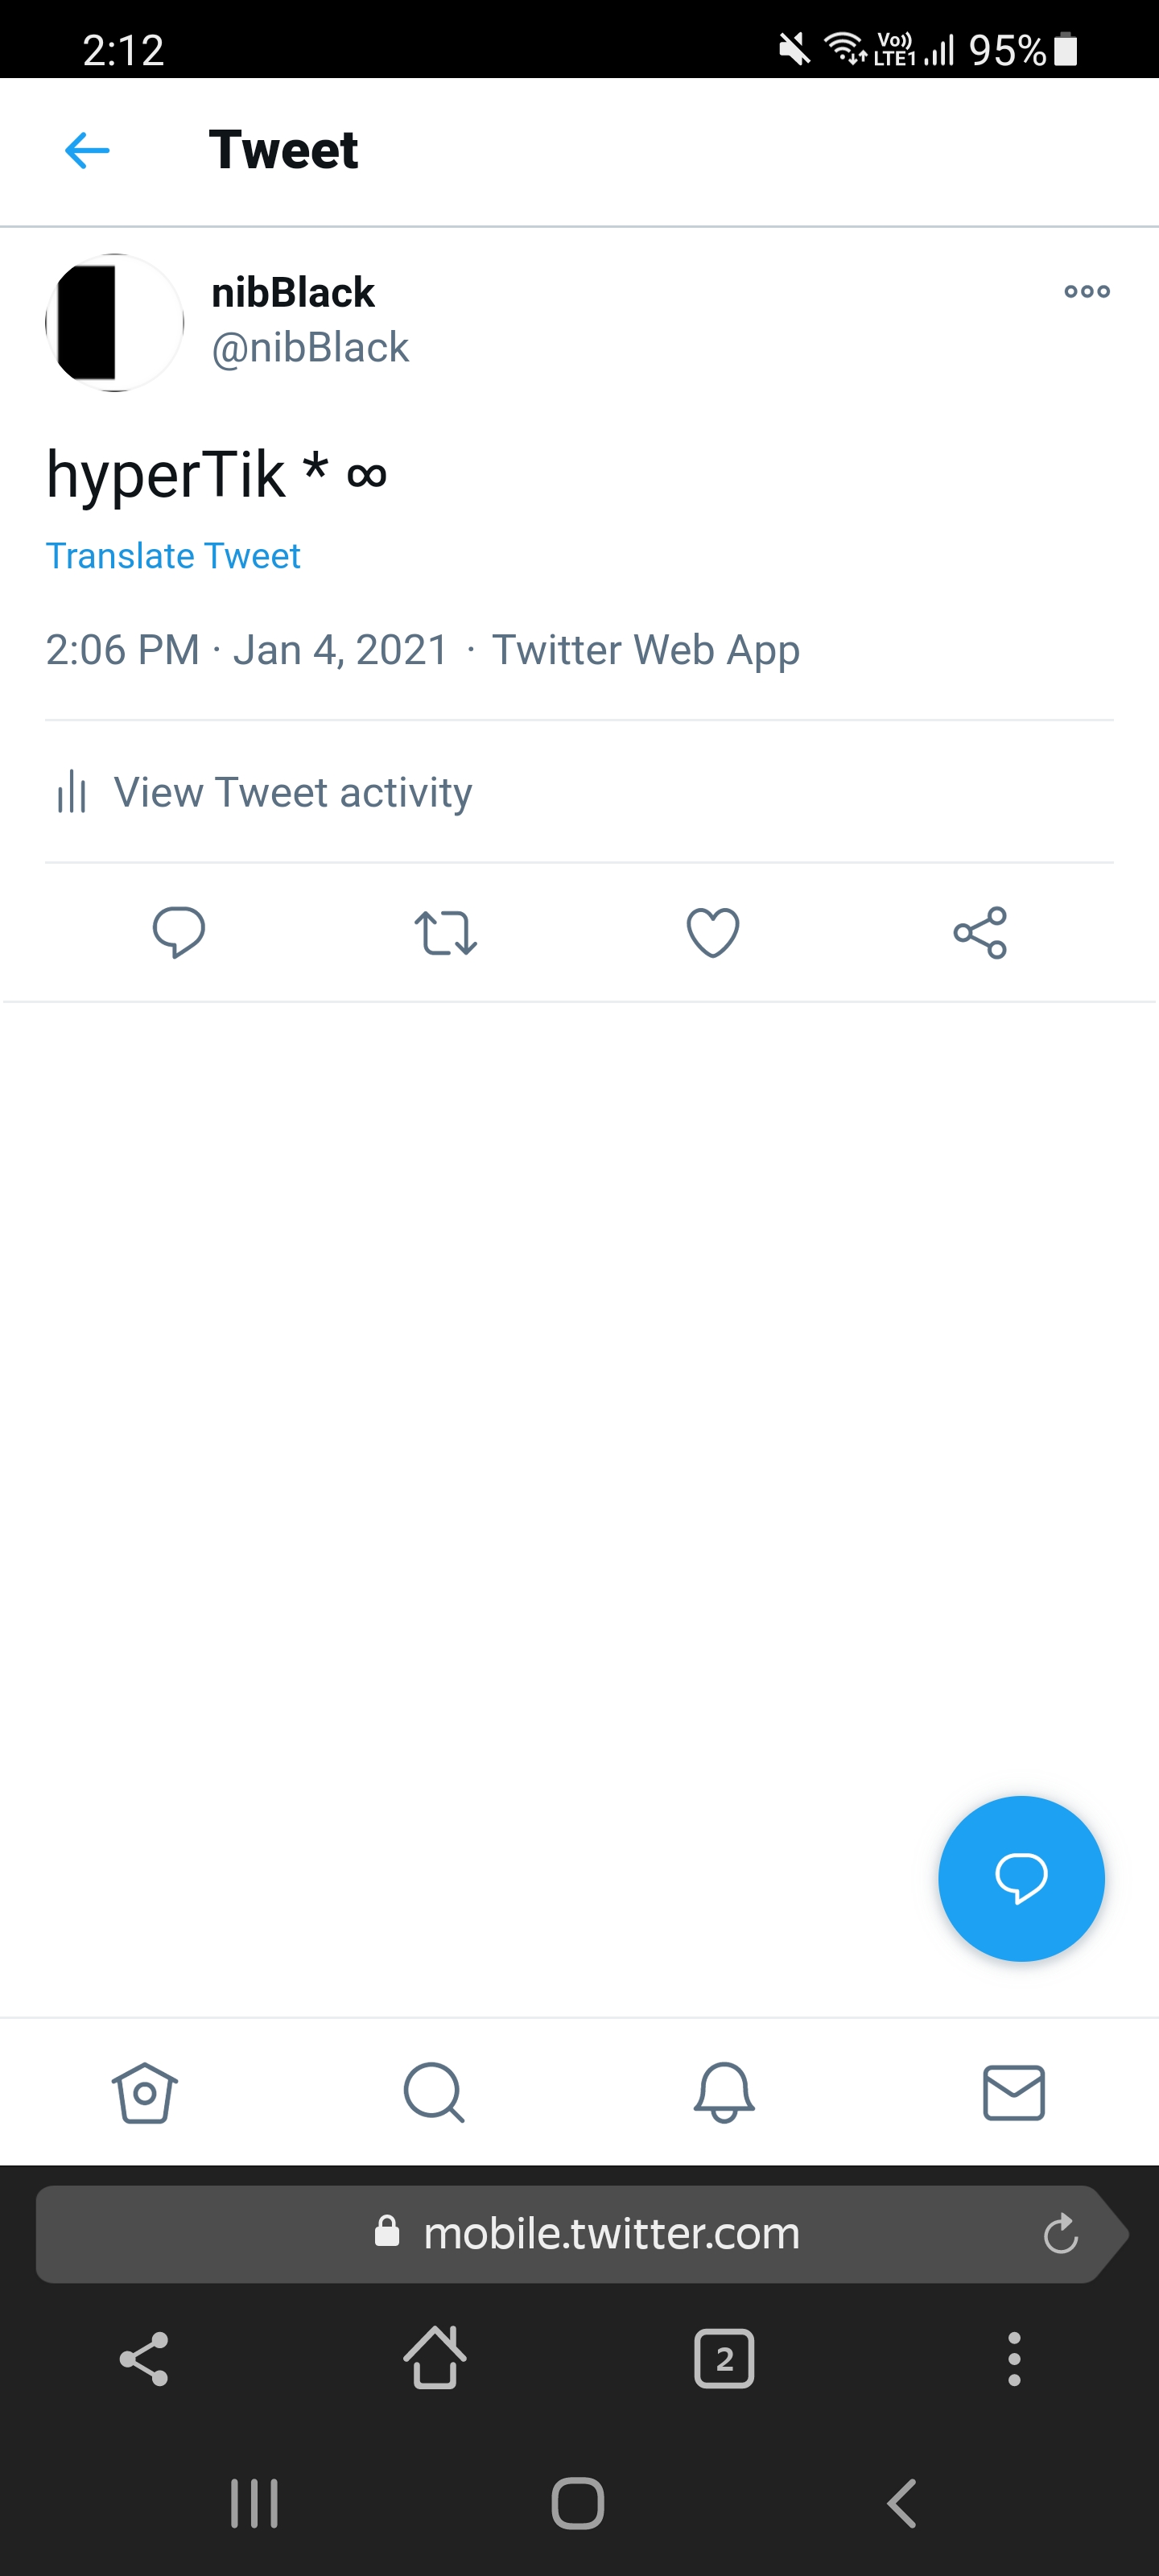 2:12
Vo)) LTE1 95%
Tweet
nibBlack
@nibBlack
hyperTik * ∞
Translate Tweet
2:06 PM · Jan 4, 2021 · Twitter Web App
View Tweet activity
mobile.twitter.com
2